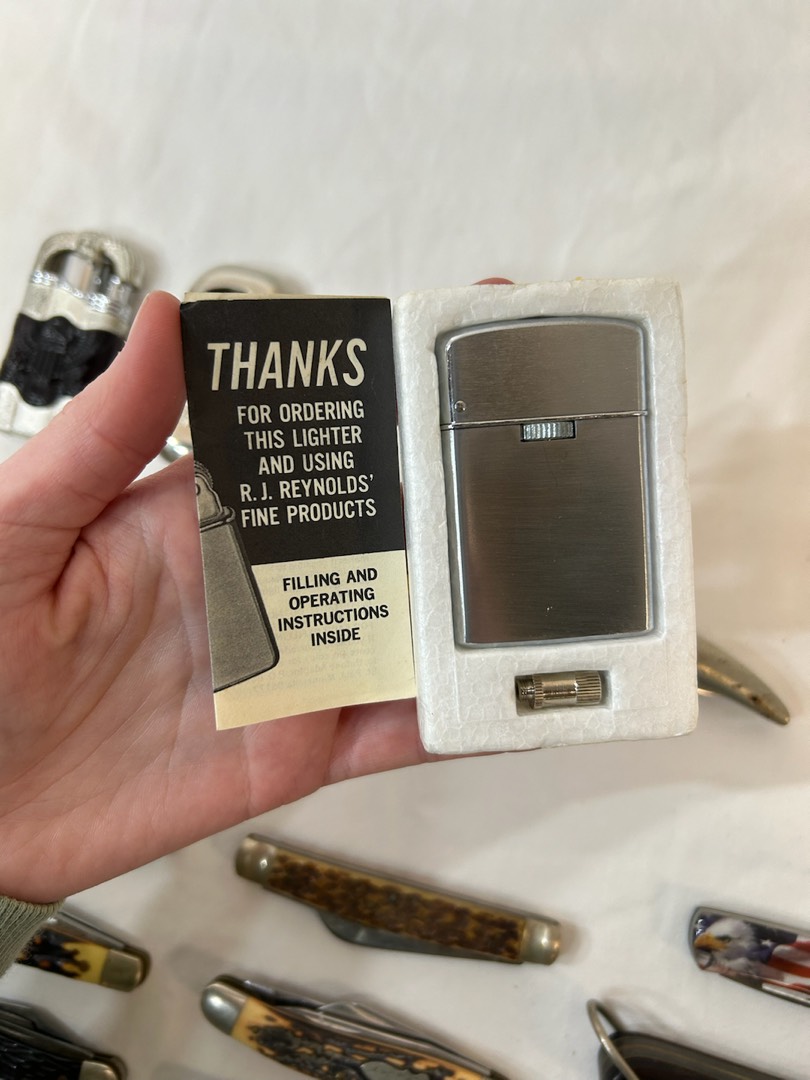 THANKS
FOR ORDERING
THIS LIGHTER
AND USING
R.J. REYNOLDS'
FINE PRODUCTS
FILLING AND
OPERATING
INSTRUCTIONS
INSIDE